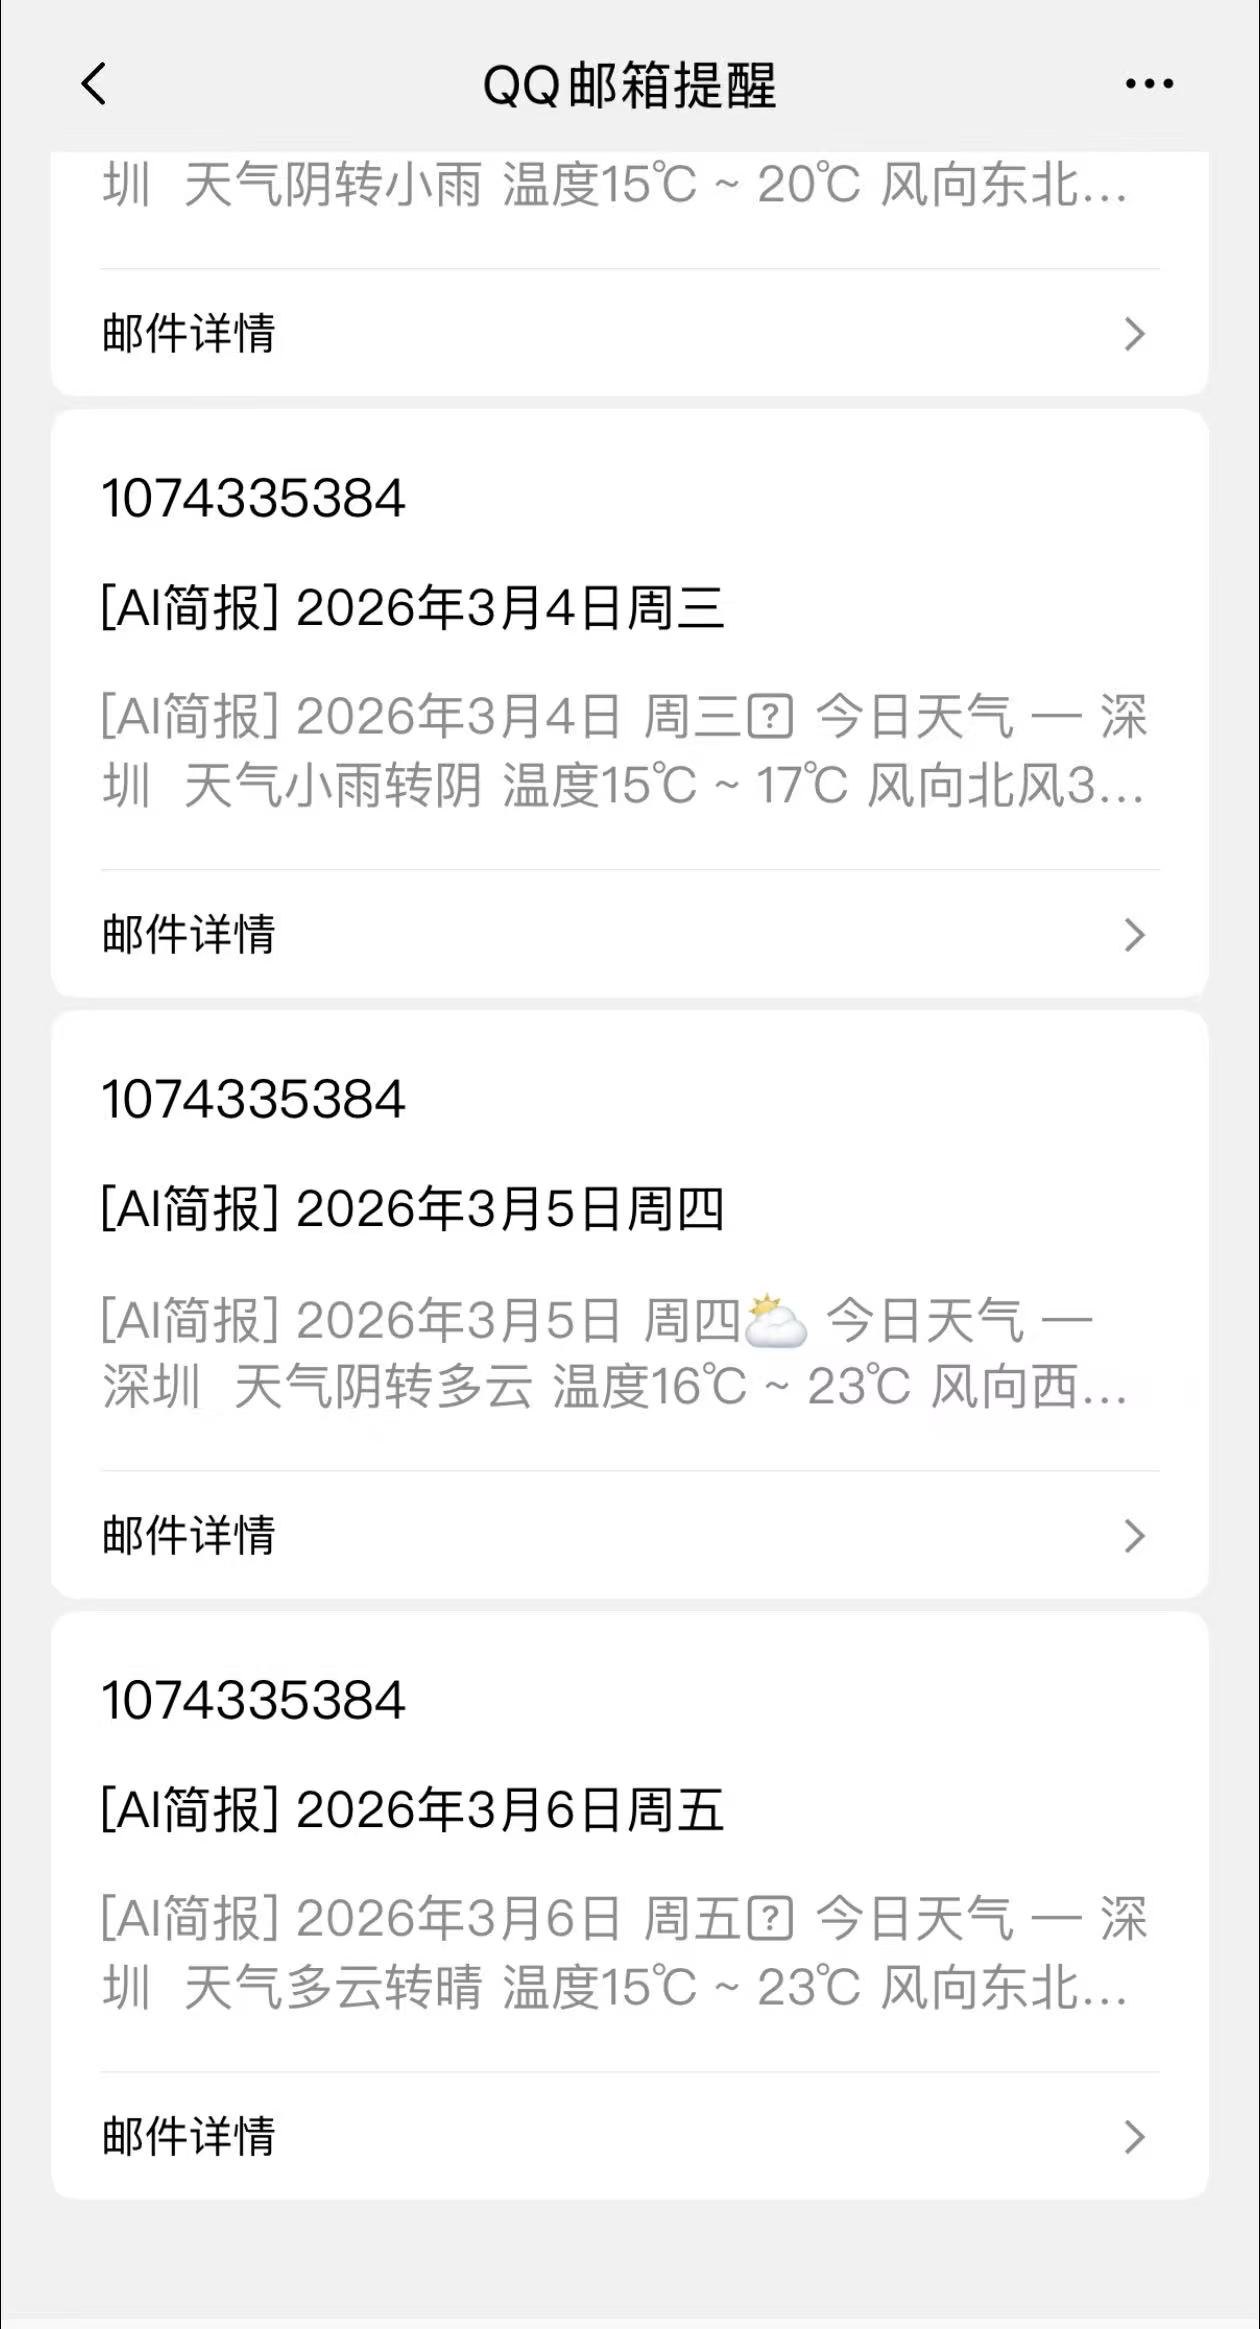 QQ邮箱提醒
圳 天气阴转小雨 温度15℃ ~ 20℃ 风向东北...
邮件详情
1074335384
[AI简报] 2026年3月4日周三
[AI简报] 2026年3月4日 周三? 今日天气 — 深
圳 天气小雨转阴 温度15℃ ~ 17℃ 风向北风3...
邮件详情
1074335384
[AI简报] 2026年3月5日周四
[AI简报] 2026年3月5日 周四⛅ 今日天气 —
深圳 天气阴转多云 温度16℃ ~ 23℃ 风向西...
邮件详情
1074335384
[AI简报] 2026年3月6日周五
[AI简报] 2026年3月6日 周五? 今日天气 — 深
圳 天气多云转晴 温度15℃ ~ 23℃ 风向东北...
邮件详情